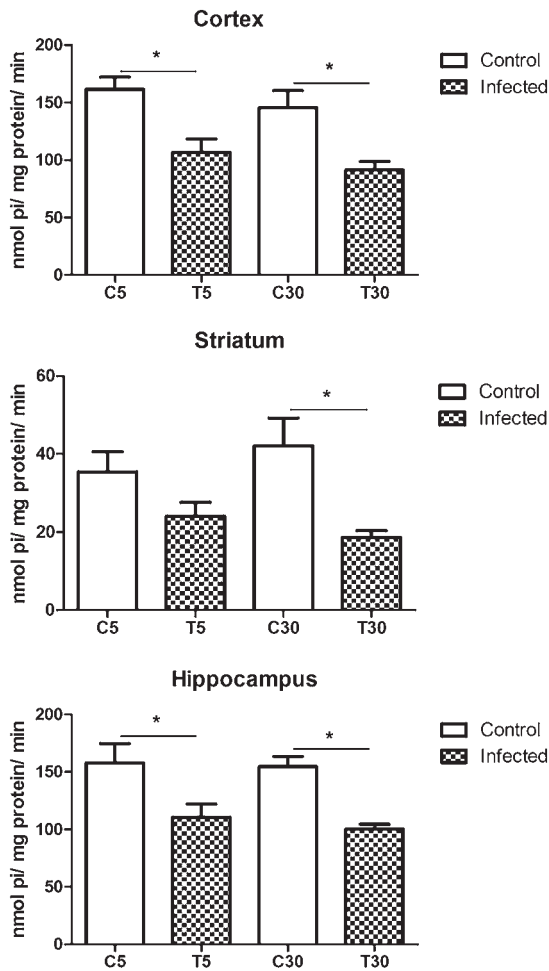 Cortex
nmol pi/ mg protein/ min
200
150
100
50
0
*
*
C5 T5 C30 T30
Control
Infected
Striatum
nmol pi/ mg protein/ min
60
40
20
0
*
C5 T5 C30 T30
Control
Infected
Hippocampus
nmol pi/ mg protein/ min
200
150
100
50
0
*
*
C5 T5 C30 T30
Control
Infected